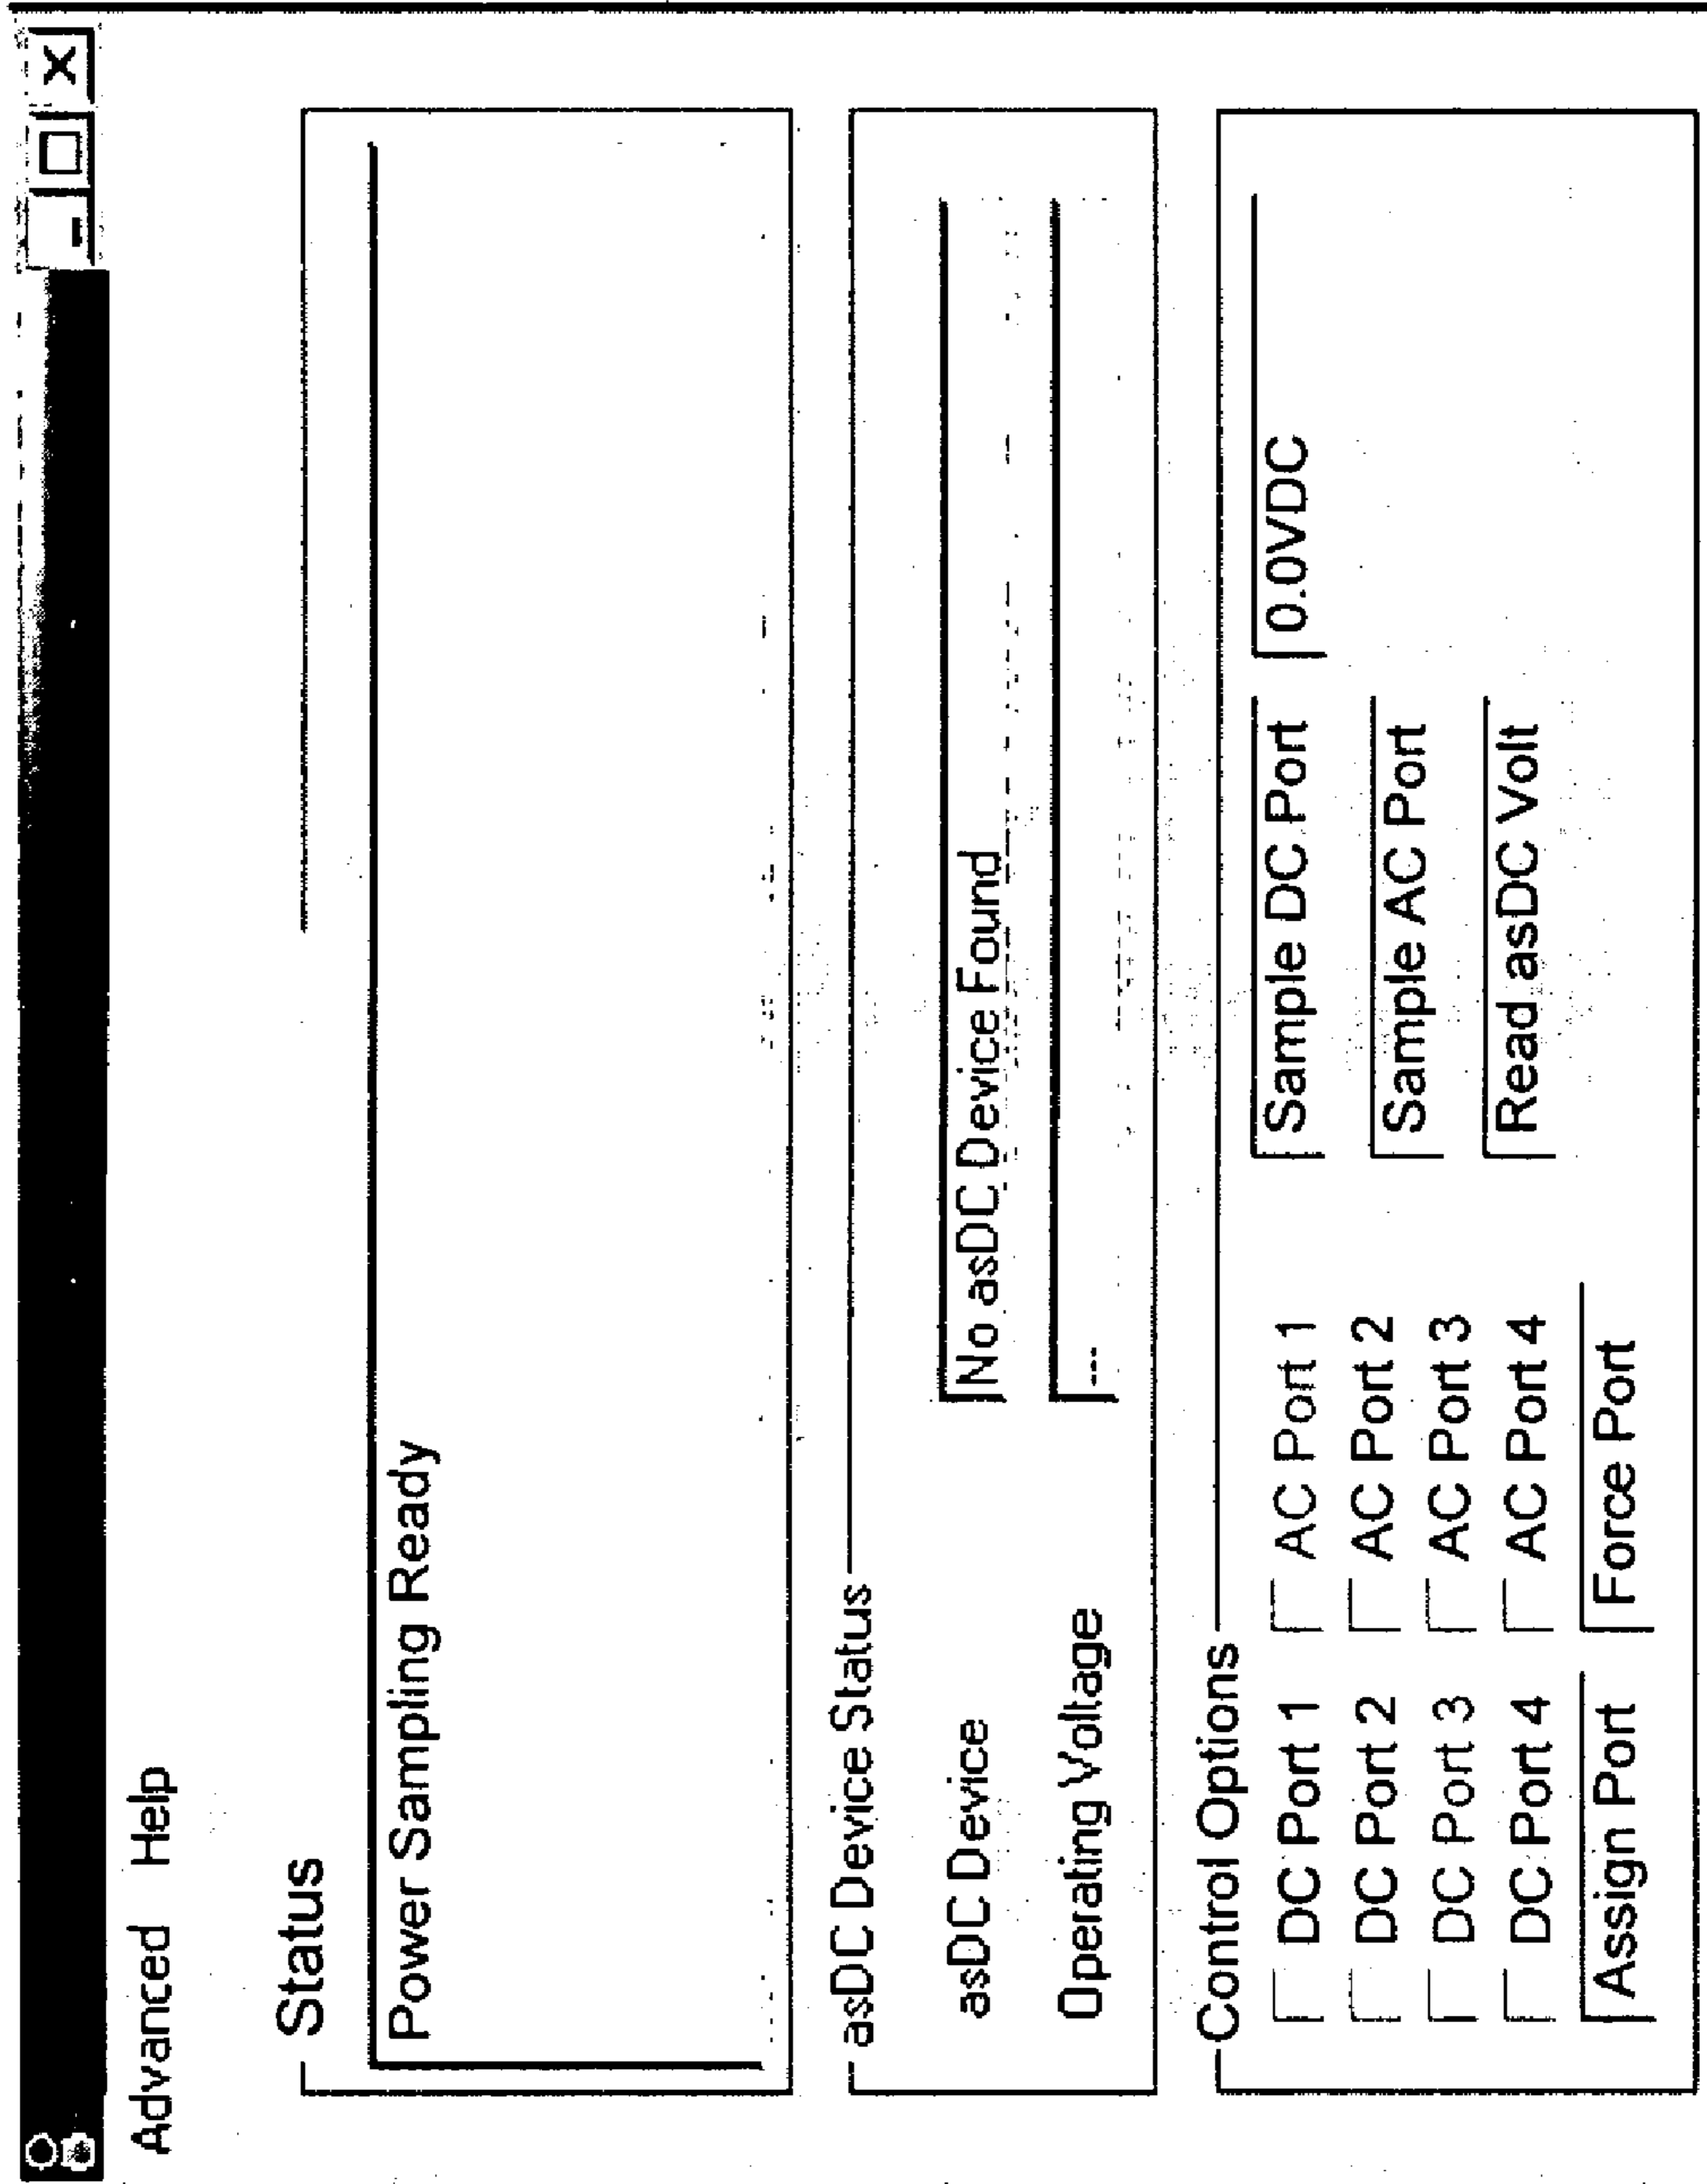 Advanced Help
Status
Power Sampling Ready
asDC Device Status
asDC Device No asDC Device Found
Operating Voltage ---
Control Options
DC Port 1 AC Port 1 Sample DC Port 0.0VDC
DC Port 2 AC Port 2 Sample AC Port
DC Port 3 AC Port 3
DC Port 4 AC Port 4 Read asDC Volt
Assign Port Force Port